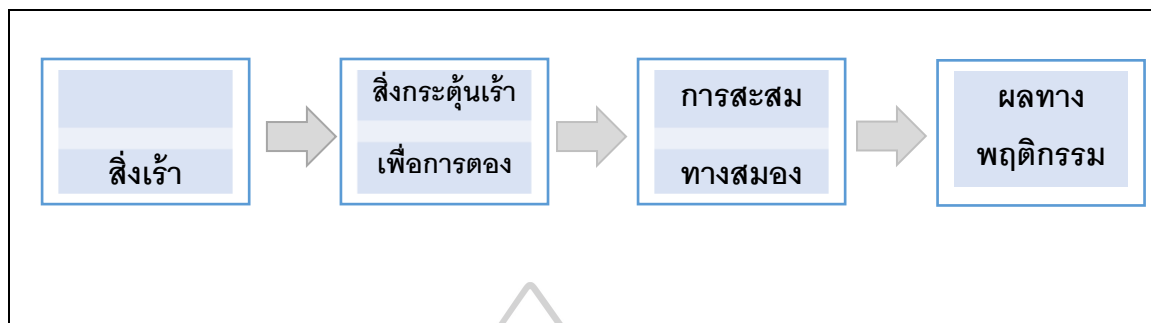 สิ่งเร้า
สิ่งกระตุ้นเร้า
เพื่อการตอง
การสะสม
ทางสมอง
ผลทาง
พฤติกรรม